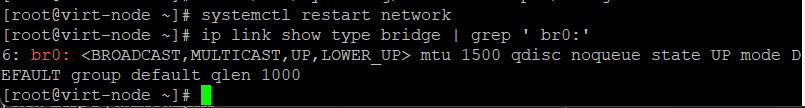 [root@virt-node ~]# systemctl restart network
[root@virt-node ~]# ip link show type bridge | grep ' br0:'
6: br0: <BROADCAST,MULTICAST,UP,LOWER_UP> mtu 1500 qdisc noqueue state UP mode D
EFAULT group default qlen 1000
[root@virt-node ~]#